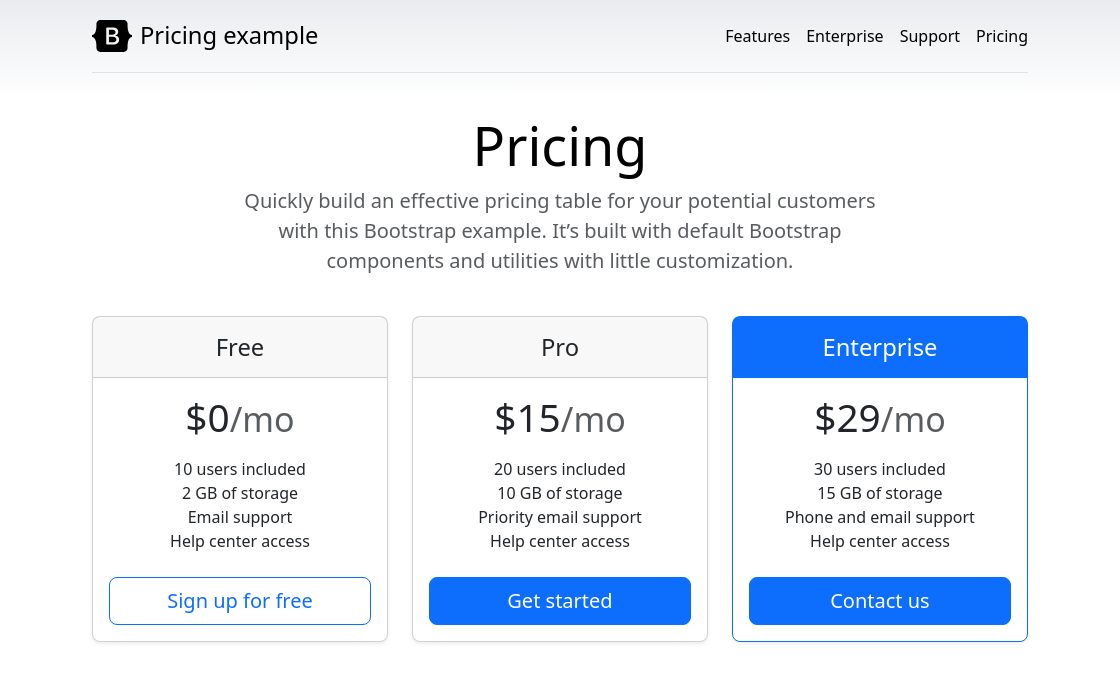 B Pricing example
Features Enterprise Support Pricing
Pricing
Quickly build an effective pricing table for your potential customers
with this Bootstrap example. It’s built with default Bootstrap
components and utilities with little customization.
Free
$0/mo
10 users included
2 GB of storage
Email support
Help center access
Sign up for free
Pro
$15/mo
20 users included
10 GB of storage
Priority email support
Help center access
Get started
Enterprise
$29/mo
30 users included
15 GB of storage
Phone and email support
Help center access
Contact us